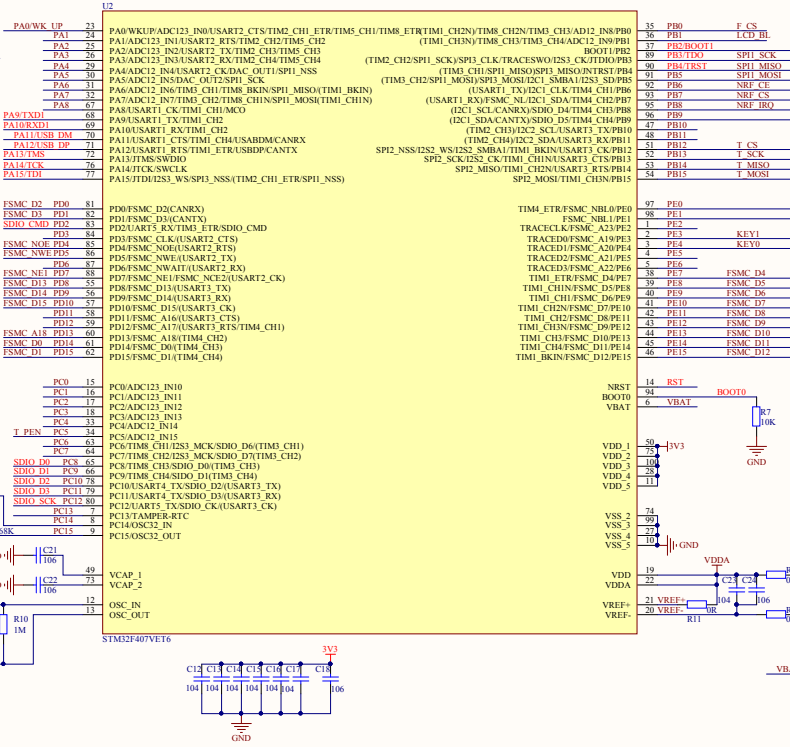 U2
PA0/WK_UP 23 PA0/WKUP/ADC123_IN0/USART2_CTS/TIM2_CH1_ETR/TIM5_CH1/TIM8_ETR
PA1 24 PA1/ADC123_IN1/USART2_RTS/TIM2_CH2/TIM5_CH2
PA2 25 PA2/ADC123_IN2/USART2_TX/TIM2_CH3/TIM5_CH3
PA3 26 PA3/ADC123_IN3/USART2_RX/TIM2_CH4/TIM5_CH4
PA4 29 PA4/ADC12_IN4/USART2_CK/DAC_OUT1/SPI1_NSS
PA5 30 PA5/ADC12_IN5/DAC_OUT2/SPI1_SCK
PA6 31 PA6/ADC12_IN6/TIM3_CH1/TIM8_BKIN/SPI1_MISO/(TIM1_BKIN)
PA7 32 PA7/ADC12_IN7/TIM3_CH2/TIM8_CH1N/SPI1_MOSI(TIM1_CH1N)
PA8 67 PA8/USART1_CK/TIM1_CH1/MCO
PA9/TXD1 68 PA9/USART1_TX/TIM1_CH2
PA10/RXD1 69 PA10/USART1_RX/TIM1_CH2
PA11/USB_DM 70 PA11/USART1_CTS/TIM1_CH4/USABDM/CANRX
PA12/USB_DP 71 PA12/USART1_RTS/TIM1_ETR/USBDP/CANTX
PA13/TMS 72 PA13/JTMS/SWDIO
PA14/TCK 76 PA14/JTCK/SWCLK
PA15/TDI 77 PA15/JTDI/I2S3_WS/SPI3_NSS/(TIM2_CH1_ETR/SPI1_NSS)
FSMC_D2 PD0 81 PD0/FSMC_D2(CANRX)
FSMC_D3 PD1 82 PD1/FSMC_D3/(CANTX)
SDIO_CMD PD2 83 PD2/UART5_RX/TIM3_ETR/SDIO_CMD
PD3 84 PD3/FSMC_CLK/(USART2_CTS)
FSMC_NOE PD4 85 PD4/FSMC_NOE(USART2_RTS)
FSMC_NWE PD5 86 PD5/FSMC_NWE/(USART2_TX)
PD6 87 PD6/FSMC_NWAIT/(USART2_RX)
FSMC_NE1 PD7 88 PD7/FSMC_NE1/FSMC_NCE2/(USART2_CK)
FSMC_D13 PD8 55 PD8/FSMC_D13/(USART3_TX)
FSMC_D14 PD9 56 PD9/FSMC_D14/(USART3_RX)
FSMC_D15 PD10 57 PD10/FSMC_D15/(USART3_CK)
PD11 58 PD11/FSMC_A16/(USART3_CTS)
PD12 59 PD12/FSMC_A17/(USART3_RTS/TIM4_CH1)
FSMC_A18 PD13 60 PD13/FSMC_A18/(TIM4_CH2)
FSMC_D0 PD14 61 PD14/FSMC_D0/(TIM4_CH3)
FSMC_D1 PD15 62 PD15/FSMC_D1/(TIM4_CH4)
PC0 15 PC0/ADC123_IN10
PC1 16 PC1/ADC123_IN11
PC2 17 PC2/ADC123_IN12
PC3 18 PC3/ADC123_IN13
PC4 33 PC4/ADC12_IN14
T_PEN PC5 34 PC5/ADC12_IN15
PC6 63 PC6/TIM8_CH1/I2S3_MCK/SDIO_D6/(TIM3_CH1)
PC7 64 PC7/TIM8_CH2/I2S3_MCK/SDIO_D7(TIM3_CH2)
SDIO_D0 PC8 65 PC8/TIM8_CH3/SDIO_D0/(TIM3_CH3)
SDIO_D1 PC9 66 PC9/TIM8_CH4/SDIO_D1(TIM3_CH4)
SDIO_D2 PC10 78 PC10/USART4_TX/SDIO_D2/(USART3_TX)
SDIO_D3 PC11 79 PC11/USART4_TX/SDIO_D3/(USART3_RX)
SDIO_SCK PC12 80 PC12/UART5_TX/SDIO_CK/(USART3_CK)
PC13 7 PC13/TAMPER-RTC
PC14 8 PC14/OSC32_IN
PC15 9 PC15/OSC32_OUT
68K
49 VCAP_1
73 VCAP_2
12 OSC_IN
13 OSC_OUT
C21
106
C22
106
R10
1M
(TIM1_CH2N)/TIM8_CH2N/TIM3_CH3/AD12_IN8/PB0 35 PB0 F_CS
(TIM1_CH3N)/TIM8_CH3/TIM3_CH4/ADC12_IN9/PB1 36 PB1 LCD_BL
BOOT1/PB2 37 PB2/BOOT1
(TIM2_CH2/SPI1_SCK)/SPI3_CLK/TRACESWO/I2S3_CK/JTDIO/PB3 89 PB3/TDO SPI1_SCK
(TIM3_CH1/SPI1_MISO)SPI3_MISO/JNTRST/PB4 90 PB4/TRST SPI1_MISO
(TIM3_CH2/SPI1_MOSI)/SPI3_MOSI/I2C1_SMBA1/I2S3_SD/PB5 91 PB5 SPI1_MOSI
(USART1_TX)/I2C1_CLK/TIM4_CH1/PB6 92 PB6 NRF_CE
(USART1_RX)/FSMC_NL/I2C1_SDA/TIM4_CH2/PB7 93 PB7 NRF_CS
(I2C1_SCL/CANRX)/SDIO_D4/TIM4_CH3/PB8 95 PB8 NRF_IRQ
(I2C1_SDA/CANTX)/SDIO_D5/TIM4_CH4/PB9 96 PB9
(TIM2_CH3)/I2C2_SCL/USART3_TX/PB10 47 PB10
(TIM2_CH4)/I2C2_SDA/USART3_RX/PB11 48 PB11
SPI2_NSS/I2S2_WS/I2S2_SMBA1/TIM1_BKIN/USART3_CK/PB12 51 PB12 T_CS
SPI2_SCK/I2S2_CK/TIM1_CH1N/USART3_CTS/PB13 52 PB13 T_SCK
SPI2_MISO/TIM1_CH2N/USART3_RTS/PB14 53 PB14 T_MISO
SPI2_MOSI/TIM1_CH3N/PB15 54 PB15 T_MOSI
TIM4_ETR/FSMC_NBL0/PE0 97 PE0
FSMC_NBL1/PE1 98 PE1
TRACECLK/FSMC_A23/PE2 1 PE2
TRACED0/FSMC_A19/PE3 2 PE3 KEY1
TRACED1/FSMC_A20/PE4 3 PE4 KEY0
TRACED2/FSMC_A21/PE5 4 PE5
TRACED3/FSMC_A22/PE6 5 PE6
TIM1_ETR/FSMC_D4/PE7 38 PE7 FSMC_D4
TIM1_CH1N/FSMC_D5/PE8 39 PE8 FSMC_D5
TIM1_CH1/FSMC_D6/PE9 40 PE9 FSMC_D6
TIM1_CH2N/FSMC_D7/PE10 41 PE10 FSMC_D7
TIM1_CH2/FSMC_D8/PE11 42 PE11 FSMC_D8
TIM1_CH3N/FSMC_D9/PE12 43 PE12 FSMC_D9
TIM1_CH3/FSMC_D10/PE13 44 PE13 FSMC_D10
TIM1_CH4/FSMC_D11/PE14 45 PE14 FSMC_D11
TIM1_BKIN/FSMC_D12/PE15 46 PE15 FSMC_D12
NRST 14 RST
BOOT0 94 BOOT0
VBAT 6 VBAT
R7
10K
GND
VDD_1 50 3V3
VDD_2 75
VDD_3 100
VDD_4 28
VDD_5 11
VSS_2 74
VSS_3 99
VSS_4 27
VSS_5 10 GND
VDDA
VDD 19
VDDA 22
VREF+ 21 VREF+
VREF- 20 VREF-
C23 C24
104 106
0R
R11
STM32F407VET6
3V3
C12 C13 C14 C15 C16 C17 C18
104 104 104 104 104 106
GND